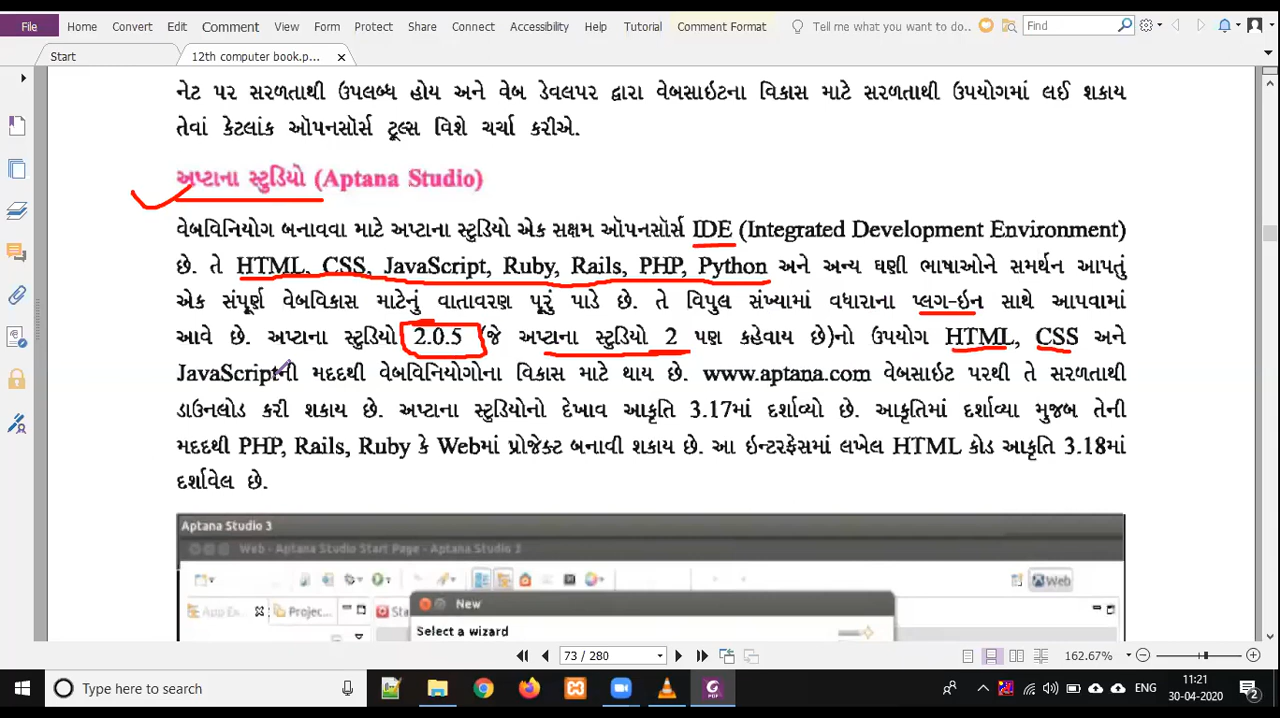 File Home Convert Edit Comment View Form Protect Share Connect Accessibility Help Tutorial Comment Format Tell me what you want to do.. Find
Start 12th computer book.p...
નેટ પર સરળતાથી ઉપલબ્ધ હોય અને વેબ ડેવલપર દ્વારા વેબસાઇટના વિકાસ માટે સરળતાથી ઉપયોગમાં લઈ શકાય
તેવાં કેટલાંક ઑપનસૉર્સ ટૂલ્સ વિશે ચર્ચા કરીએ.
અપ્ટાના સ્ટુડિયો (Aptana Studio)
વેબવિનિયોગ બનાવવા માટે અપ્ટાના સ્ટુડિયો એક સક્ષમ ઑપનસૉર્સ IDE (Integrated Development Environment)
છે. તે HTML, CSS, JavaScript, Ruby, Rails, PHP, Python અને અન્ય ઘણી ભાષાઓને સમર્થન આપતું
એક સંપૂર્ણ વેબવિકાસ માટેનું વાતાવરણ પૂરું પાડે છે. તે વિપુલ સંખ્યામાં વધારાના પ્લગ-ઇન સાથે આપવામાં
આવે છે. અપ્ટાના સ્ટુડિયો 2.0.5 (જે અપ્ટાના સ્ટુડિયો 2 પણ કહેવાય છે)નો ઉપયોગ HTML, CSS અને
JavaScriptની મદદથી વેબવિનિયોગોના વિકાસ માટે થાય છે. www.aptana.com વેબસાઇટ પરથી તે સરળતાથી
ડાઉનલોડ કરી શકાય છે. અપ્ટાના સ્ટુડિયોનો દેખાવ આકૃતિ 3.17માં દર્શાવ્યો છે. આકૃતિમાં દર્શાવ્યા મુજબ તેની
મદદથી PHP, Rails, Ruby કે Webમાં પ્રોજેક્ટ બનાવી શકાય છે. આ ઇન્ટરફેસમાં લખેલ HTML કોડ આકૃતિ 3.18માં
દર્શાવેલ છે.
Aptana Studio 3
Web - Aptana Studio Start Page - Aptana Studio 3
Web
App Ex... Projec... Sta
New
Select a wizard
73 / 280 162.67%
Type here to search ENG 11:21
30-04-2020 2